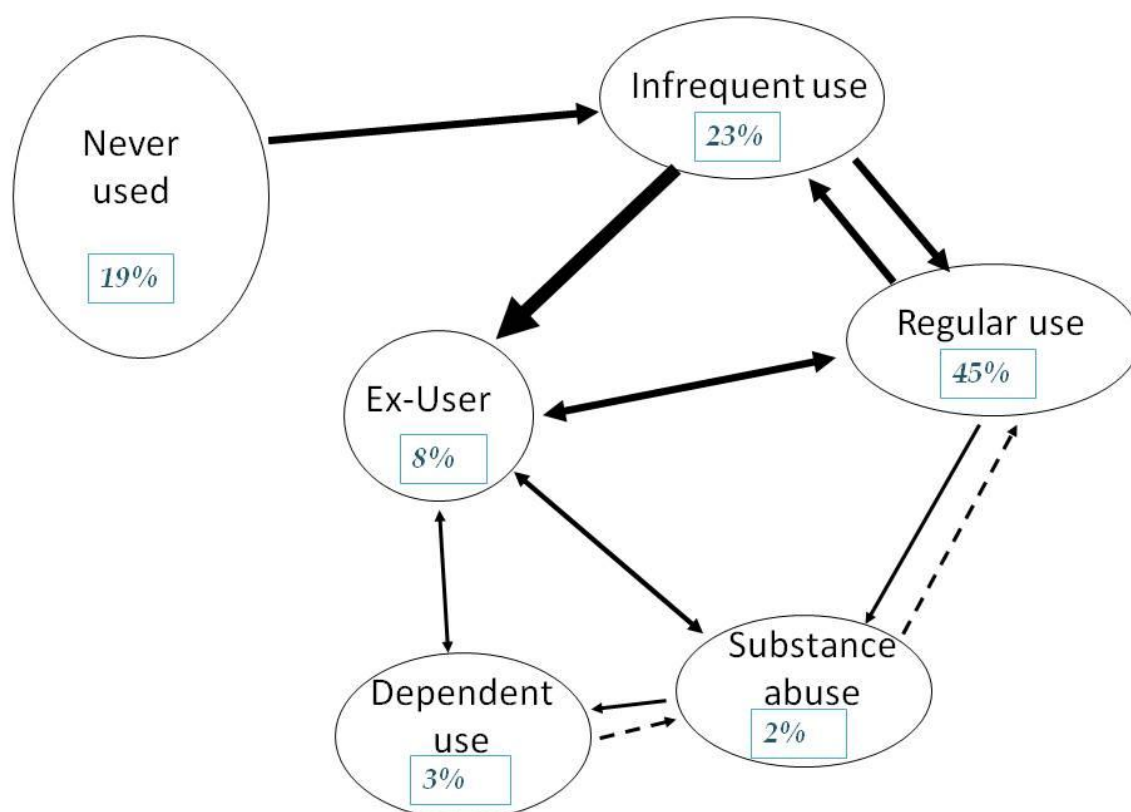 Never
used
19%
Infrequent use
23%
Regular use
45%
Ex-User
8%
Substance
abuse
2%
Dependent
use
3%